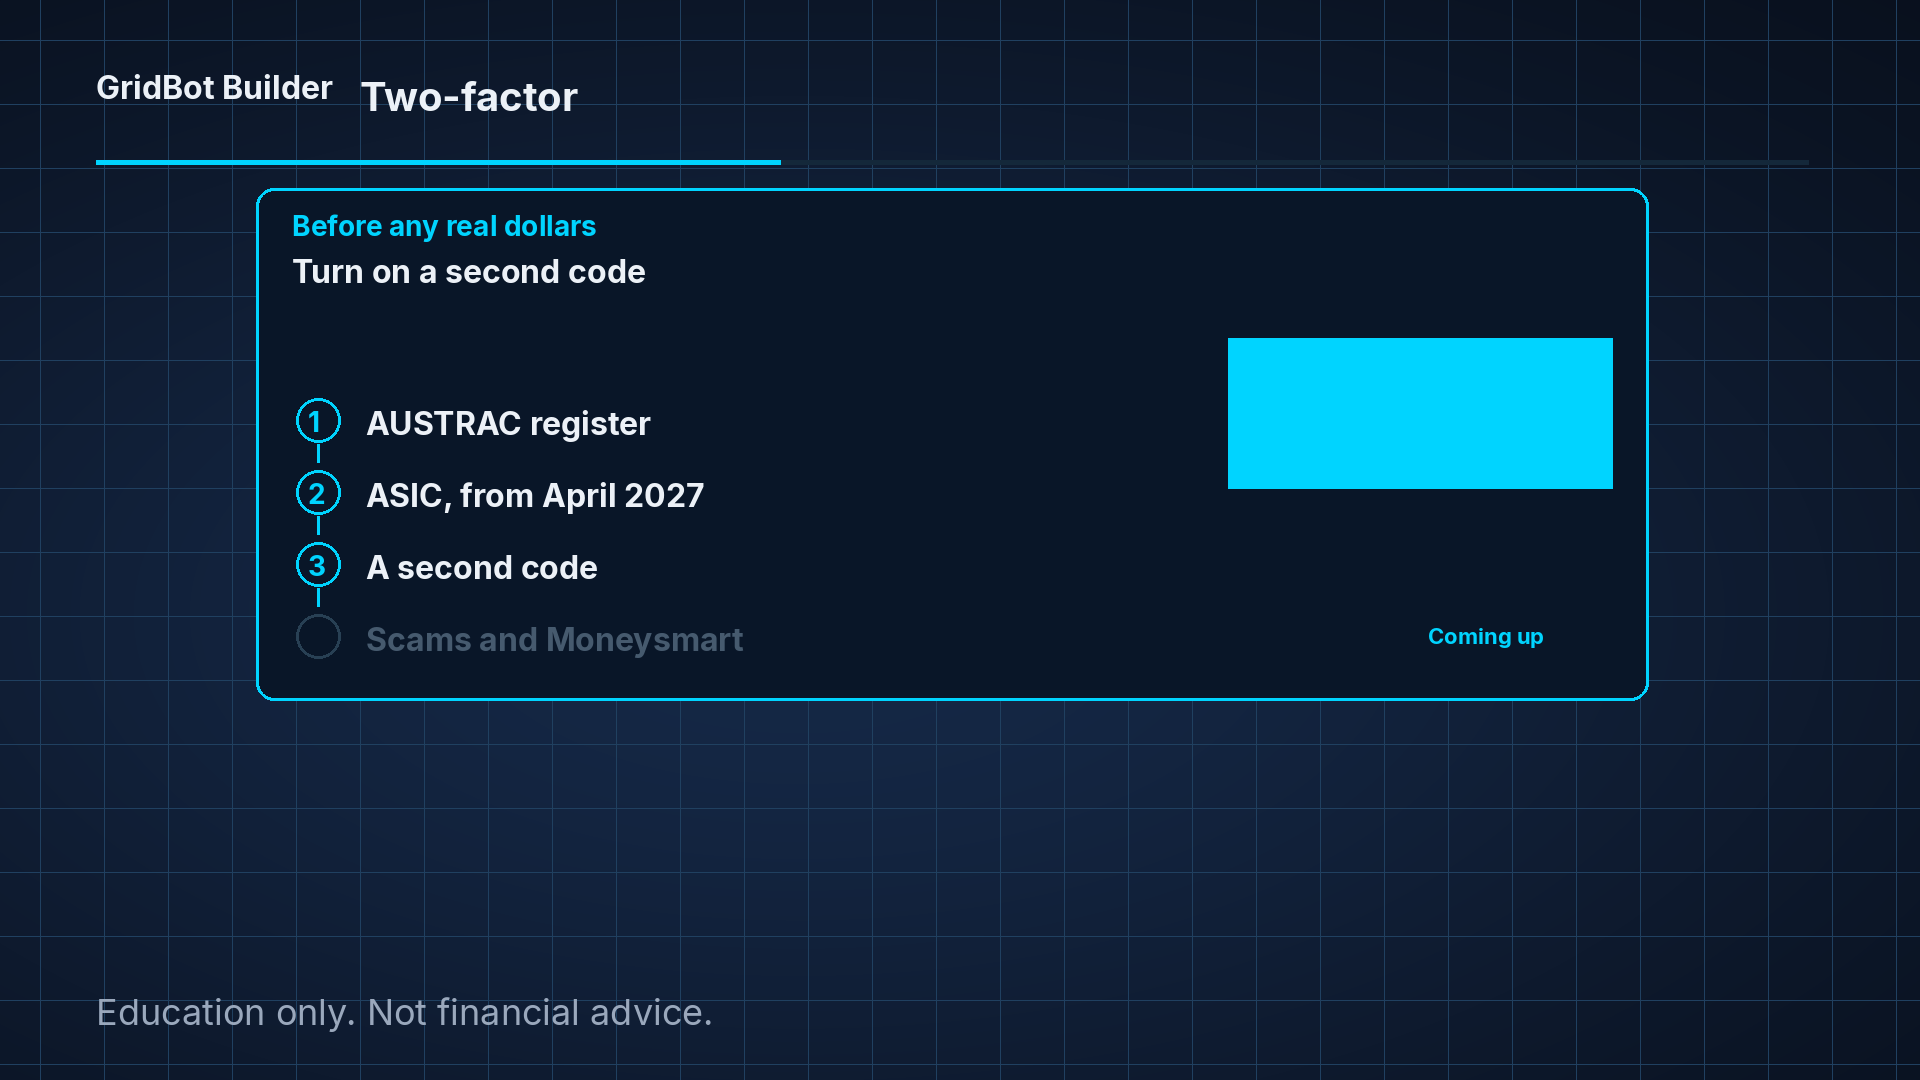 GridBot Builder
Two-factor
Before any real dollars
Turn on a second code
1 AUSTRAC register
2 ASIC, from April 2027
3 A second code
Scams and Moneysmart
Coming up
Education only. Not financial advice.